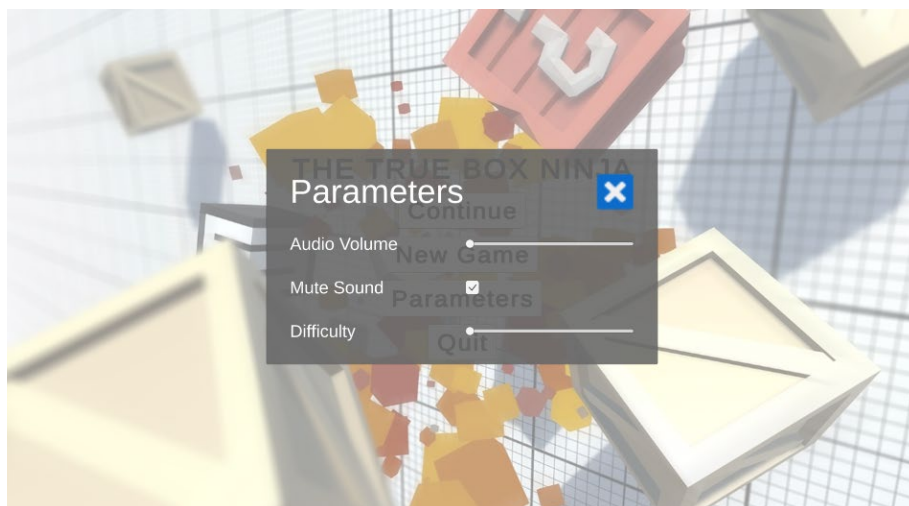 THE TRUE BOX NINJA
Parameters
Continue
Audio Volume
New Game
Mute Sound
Parameters
Difficulty
Quit